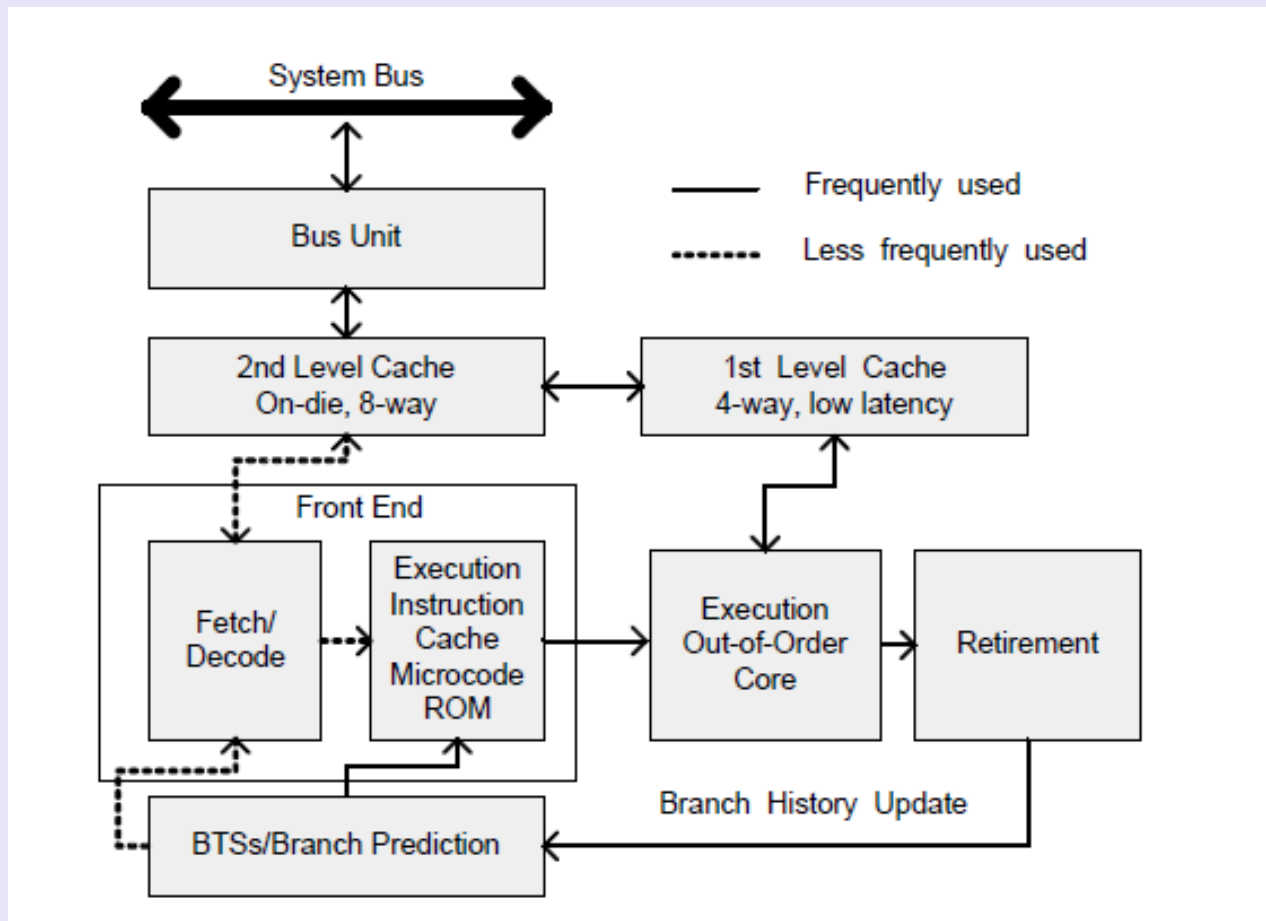 System Bus
Bus Unit
Frequently used
Less frequently used
2nd Level Cache
On-die, 8-way
1st Level Cache
4-way, low latency
Front End
Fetch/
Decode
Execution
Instruction
Cache
Microcode
ROM
Execution
Out-of-Order
Core
Retirement
Branch History Update
BTSs/Branch Prediction